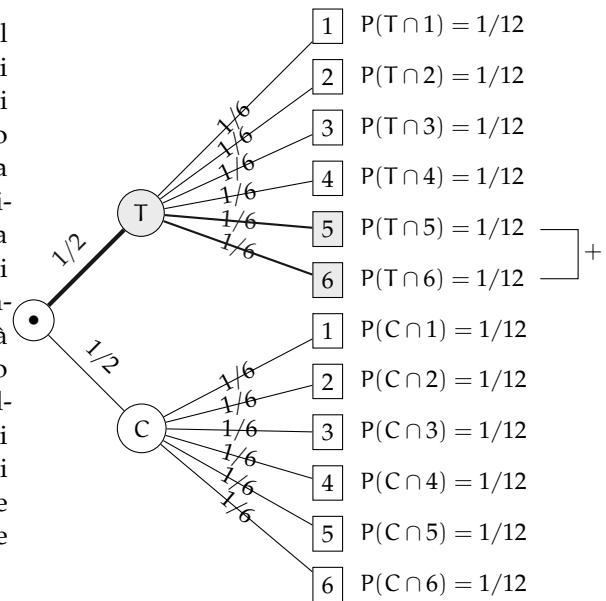 l
i
i
o
a
i-
a
i
n-
à
o
l-
i
i
e
e
1 P(T ∩ 1) = 1/12
2 P(T ∩ 2) = 1/12
3 P(T ∩ 3) = 1/12
4 P(T ∩ 4) = 1/12
5 P(T ∩ 5) = 1/12
6 P(T ∩ 6) = 1/12
+
1/6
1/6
1/6
1/6
1/6
1/6
T
1/2
1/2
C
1 P(C ∩ 1) = 1/12
2 P(C ∩ 2) = 1/12
3 P(C ∩ 3) = 1/12
4 P(C ∩ 4) = 1/12
5 P(C ∩ 5) = 1/12
6 P(C ∩ 6) = 1/12
1/6
1/6
1/6
1/6
1/6
1/6